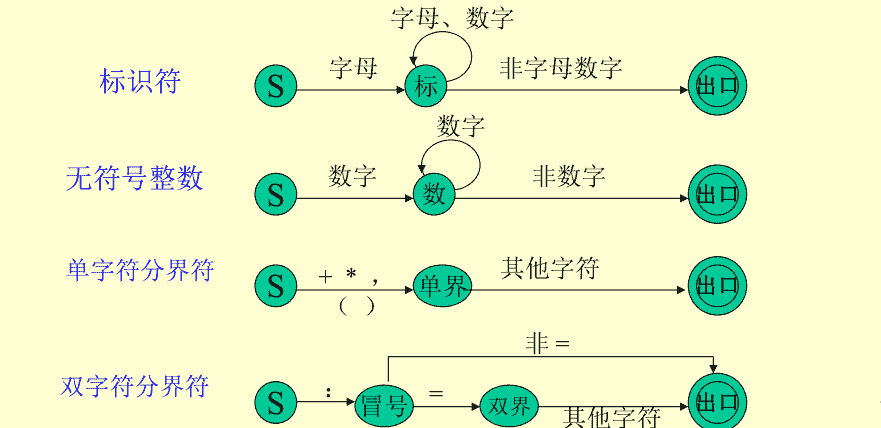 字母、数字
标识符 S 字母 标 非字母数字 出口
数字
无符号整数 S 数字 数 非数字 出口
单字符分界符 S + * , 单界 其他字符 出口
( )
非 =
双字符分界符 S : 冒号 = 双界 其他字符 出口